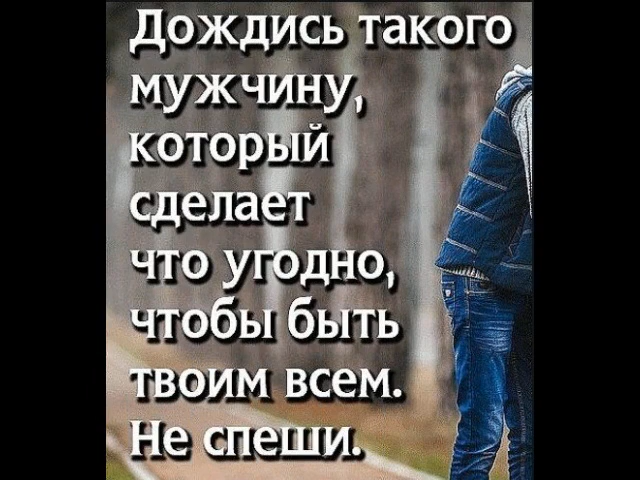 Дождись такого
мужчину,
который
сделает
что угодно,
чтобы быть
твоим всем.
Не спеши.